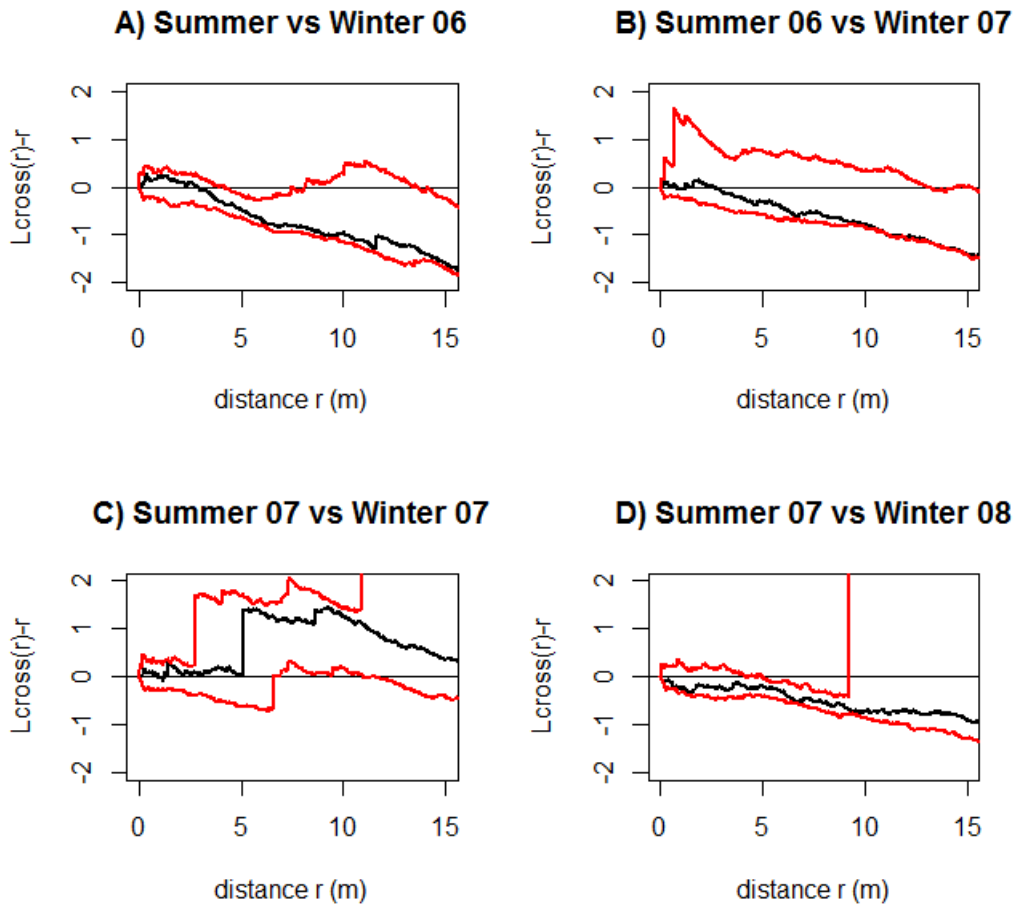 A) Summer vs Winter 06
Lcross(r)-r
2
1
0
-1
-2
0 5 10 15
distance r (m)
B) Summer 06 vs Winter 07
Lcross(r)-r
2
1
0
-1
-2
0 5 10 15
distance r (m)
C) Summer 07 vs Winter 07
Lcross(r)-r
2
1
0
-1
-2
0 5 10 15
distance r (m)
D) Summer 07 vs Winter 08
Lcross(r)-r
2
1
0
-1
-2
0 5 10 15
distance r (m)